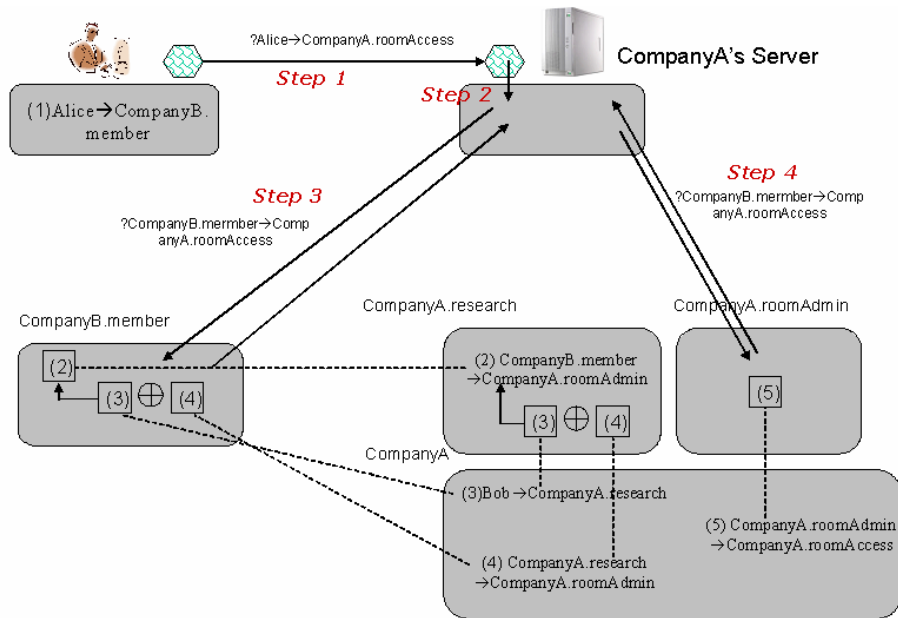 ?Alice→CompanyA.roomAccess
CompanyA's Server
Step 1
Step 2
(1)Alice→CompanyB.
member
Step 3
Step 4
?CompanyB.mermber→Comp
anyA.roomAccess
?CompanyB.mermber→Comp
anyA.roomAccess
CompanyA.research
CompanyA.roomAdmin
CompanyB.member
(2)
(3)
(4)
(2) CompanyB.member
→CompanyA.roomAdmin
(3)
(4)
(5)
CompanyA
(3)Bob→CompanyA.research
(4) CompanyA.research
→CompanyA.roomAdmin
(5) CompanyA.roomAdmin
→CompanyA.roomAccess